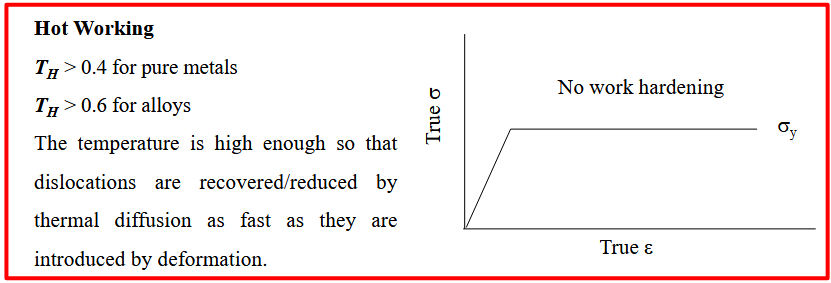 Hot Working
T_H > 0.4 for pure metals
T_H > 0.6 for alloys
The temperature is high enough so that
dislocations are recovered/reduced by
thermal diffusion as fast as they are
introduced by deformation.
True σ
No work hardening
σ_y
True ε